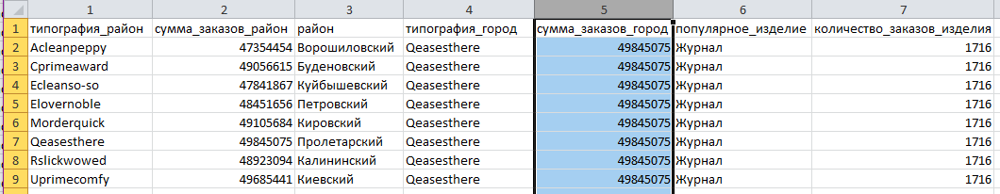 1 2 3 4 5 6 7
1 типография_район сумма_заказов_район район типография_город сумма_заказов_город популярное_изделие количество_заказов_изделия
2 Acleanpeppy 47354454 Ворошиловский Qeasesthere 49845075 Журнал 1716
3 Cprimeaward 49056615 Буденовский Qeasesthere 49845075 Журнал 1716
4 Ecleanso-so 47841867 Куйбышевский Qeasesthere 49845075 Журнал 1716
5 Elovernoble 48451656 Петровский Qeasesthere 49845075 Журнал 1716
6 Morderquick 49105684 Кировский Qeasesthere 49845075 Журнал 1716
7 Qeasesthere 49845075 Пролетарский Qeasesthere 49845075 Журнал 1716
8 Rslickwowed 48923094 Калининский Qeasesthere 49845075 Журнал 1716
9 Uprimecomfy 49685441 Киевский Qeasesthere 49845075 Журнал 1716